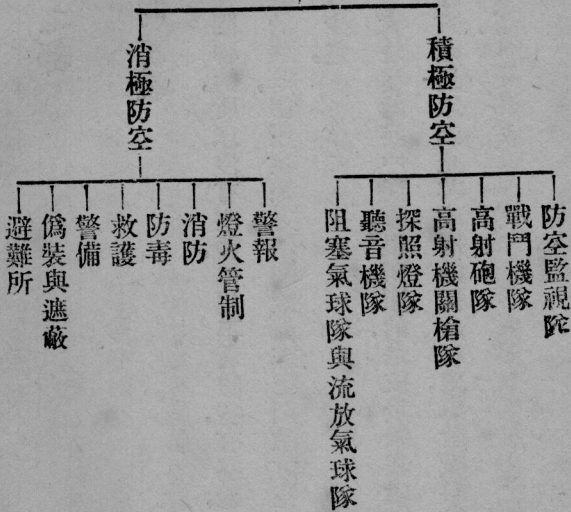 積極防空
防空監視隊
戰鬥機隊
高射砲隊
高射機關槍隊
探照燈隊
聽音機隊
阻塞氣球隊與流放氣球隊
消極防空
警報
燈火管制
消防
防毒
救護
警備
偽裝與遮蔽
避難所